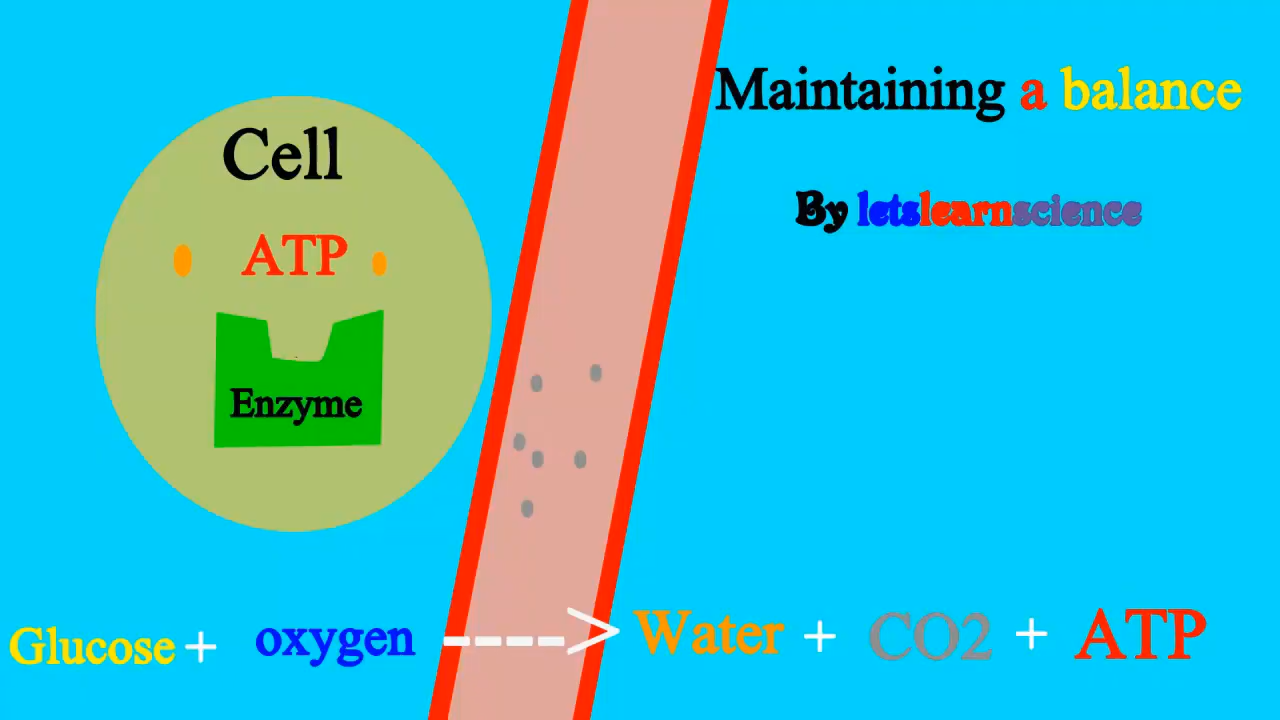 Maintaining a balance
By letslearnscience
Cell
ATP
Enzyme
Glucose + oxygen ----> Water + CO2 + ATP